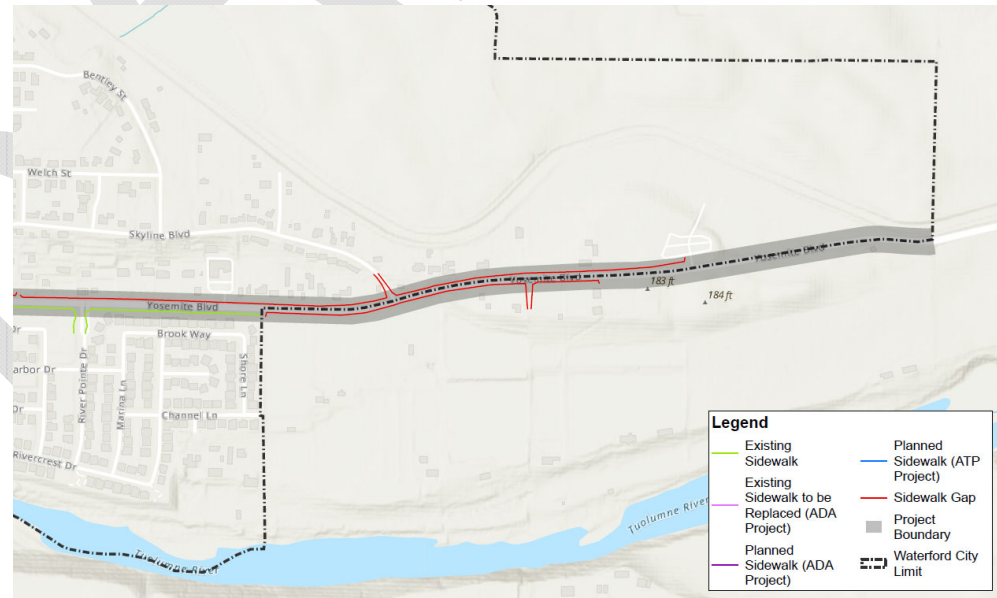 Bentley St
Welch St
Skyline Blvd
Yosemite Blvd
Yosemite Blvd
183 ft
184 ft
Yosemite Blvd
Brook Way
Dr
arbor Dr
River Pointe Dr
Marina Ln
Shore Ln
Channel Ln
Dr
Rivercrest Dr
Tuolumne River
Tuolumne River
Legend
Existing
Sidewalk
Existing
Sidewalk to be
Replaced (ADA
Project)
Planned
Sidewalk (ADA
Project)
Planned
Sidewalk (ATP
Project)
Sidewalk Gap
Project
Boundary
Waterford City
Limit